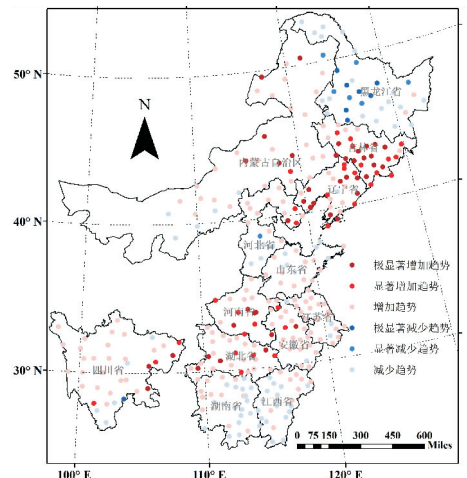 50° N
N
黑龙江省
吉林省
内蒙古自治区
辽宁省
40° N
河北省
山东省
极显著增加趋势
显著增加趋势
增加趋势
极显著减少趋势
显著减少趋势
减少趋势
河南省
江苏省
安徽省
湖北省
30° N
四川省
湖南省
江西省
0 75 150 300 450 600
Miles
100° E
110° E
120° E